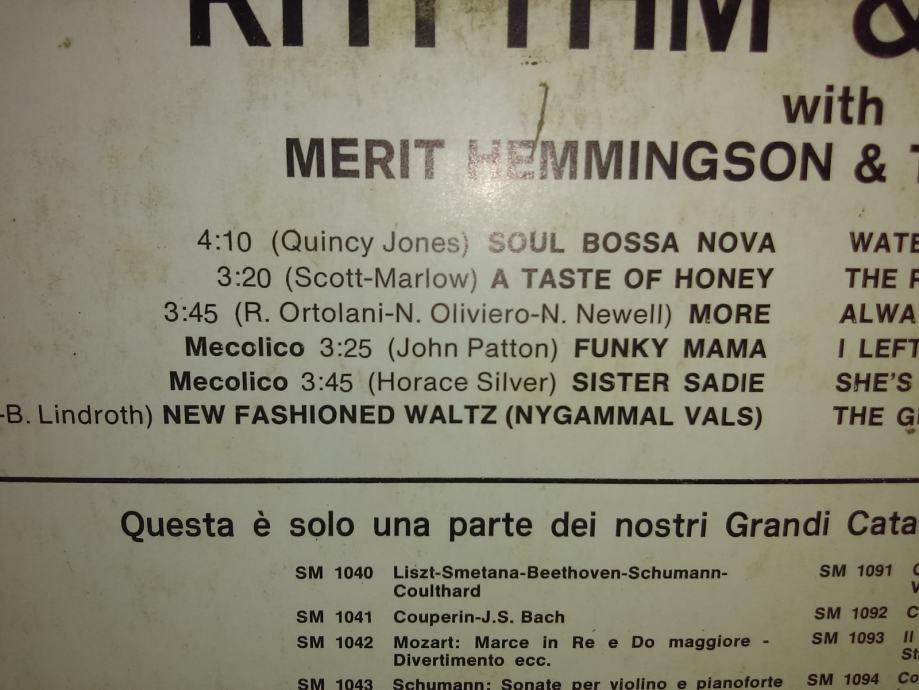 RHYTHM &
with
MERIT HEMMINGSON &
4:10 (Quincy Jones) SOUL BOSSA NOVA
3:20 (Scott-Marlow) A TASTE OF HONEY
3:45 (R. Ortolani-N. Oliviero-N. Newell) MORE
Mecolico 3:25 (John Patton) FUNKY MAMA
Mecolico 3:45 (Horace Silver) SISTER SADIE
-B. Lindroth) NEW FASHIONED WALTZ (NYGAMMAL VALS)
WATE
THE
ALWA
I LEFT
SHE'S
THE
Questa è solo una parte dei nostri Grandi Cata
SM 1040 Liszt-Smetana-Beethoven-Schumann-
Coulthard
SM 1041 Couperin-J.S. Bach
SM 1042 Mozart: Marce in Re e Do maggiore -
Divertimento ecc.
SM 1043 Schumann: Sonate per violino e pianoforte
SM 1091
SM 1092
SM 1093 Il
SM 1094